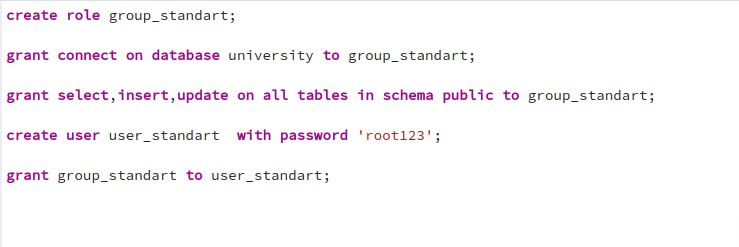 create role group_standart;
grant connect on database university to group_standart;
grant select,insert,update on all tables in schema public to group_standart;
create user user_standart  with password 'root123';
grant group_standart to user_standart;